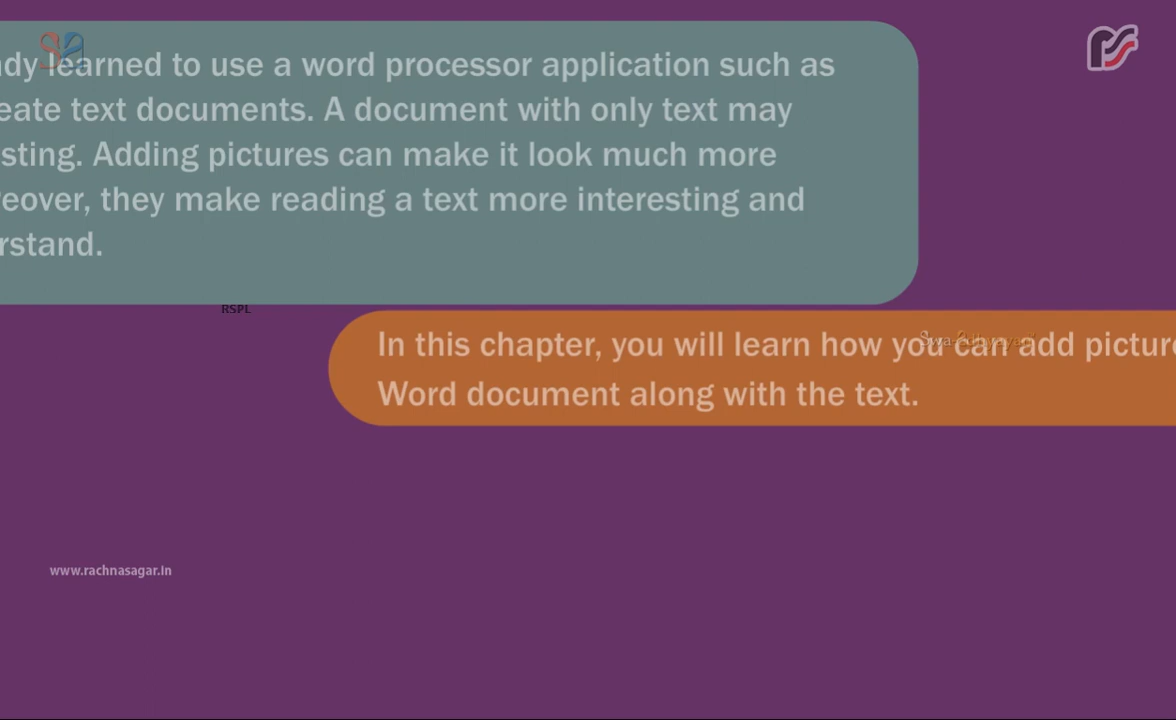 ady learned to use a word processor application such as
eate text documents. A document with only text may
sting. Adding pictures can make it look much more
reover, they make reading a text more interesting and
rstand.
RSPL
In this chapter, you will learn how you can add picture
Word document along with the text.
www.rachnasagar.in